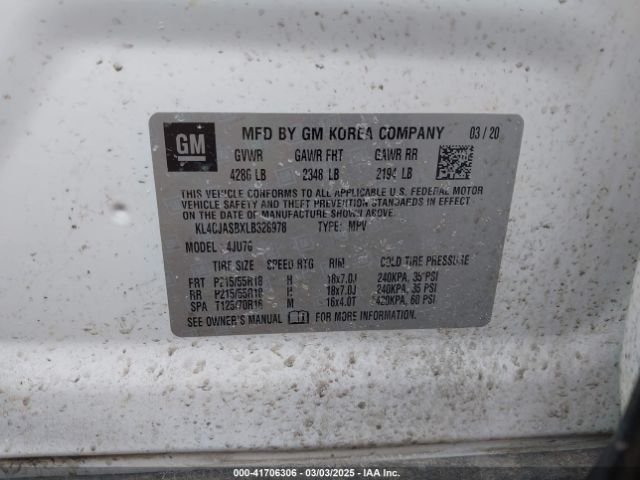 GM MFD BY GM KOREA COMPANY 03 / 20
GVWR GAWR FRT GAWR RR
4286 LB 2348 LB 2194 LB
THIS VEHICLE CONFORMS TO ALL APPLICABLE U.S. FEDERAL MOTOR
VEHICLE SAFETY AND THEFT PREVENTION STANDARDS IN EFFECT
ON THE DATE OF MANUFACTURE SHOWN ABOVE.
KL4CJASBXLB326978 TYPE: MPV
MODEL: 4JU76
TIRE SIZE SPEED RTG RIM COLD TIRE PRESSURE
FRT P215/55R18 H 18x7.0J 240KPA, 35 PSI
RR P215/55R18 H 18x7.0J 240KPA, 35 PSI
SPA T125/70R16 M 16x4.0T 420KPA, 60 PSI
SEE OWNER'S MANUAL FOR MORE INFORMATION.
000-41706306 - 03/03/2025 - IAA Inc.